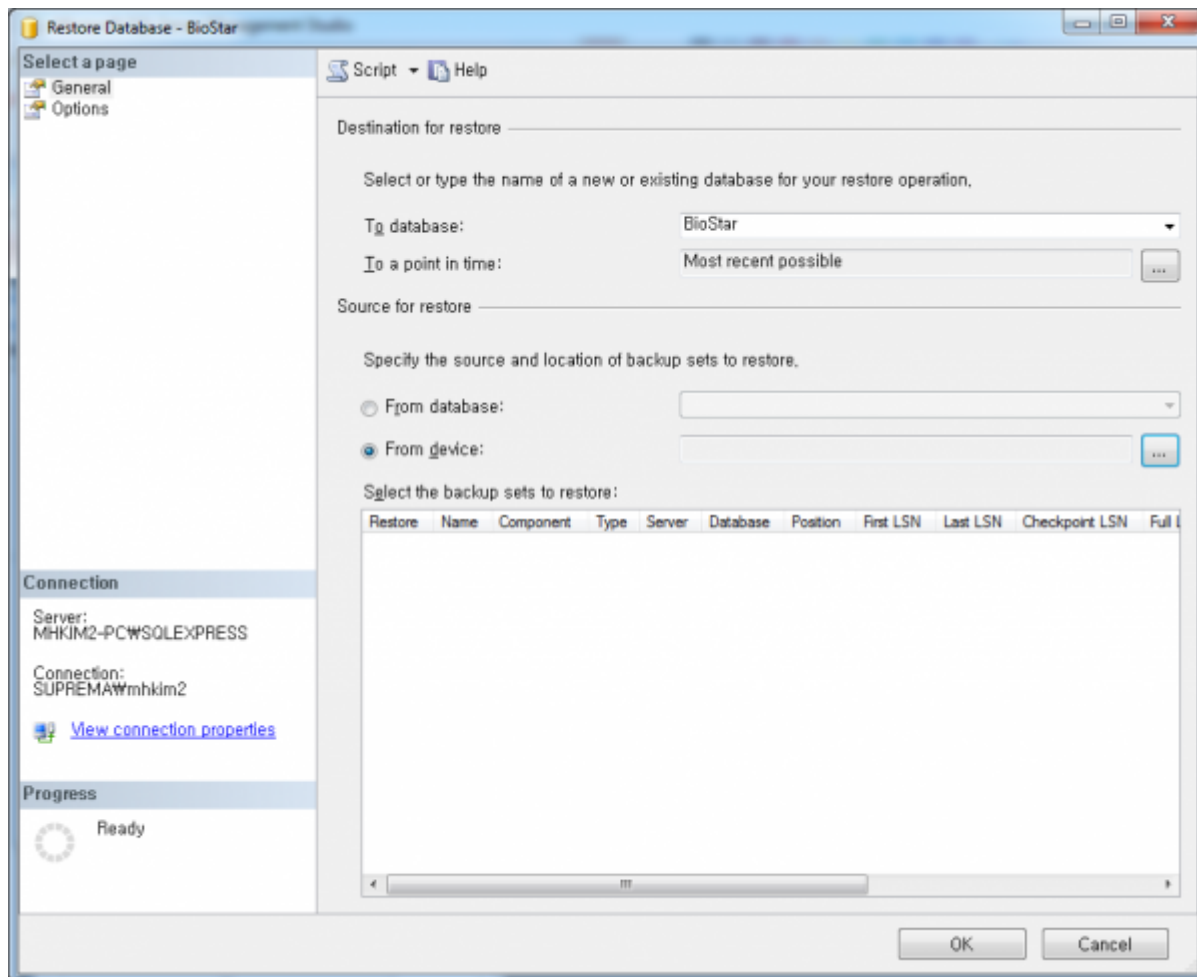 Restore Database - BioStar
Select a page
General
Options
Script
Help
Destination for restore
Select or type the name of a new or existing database for your restore operation,
To database:
BioStar
To a point in time:
Most recent possible
...
Source for restore
Specify the source and location of backup sets to restore,
From database:
From device:
...
Select the backup sets to restore:
Restore Name Component Type Server Database Position First LSN Last LSN Checkpoint LSN Full
Connection
Server:
MHKIM2-PC₩SQLEXPRESS
Connection:
SUPREMA₩mhkim2
View connection properties
Progress
Ready
OK
Cancel